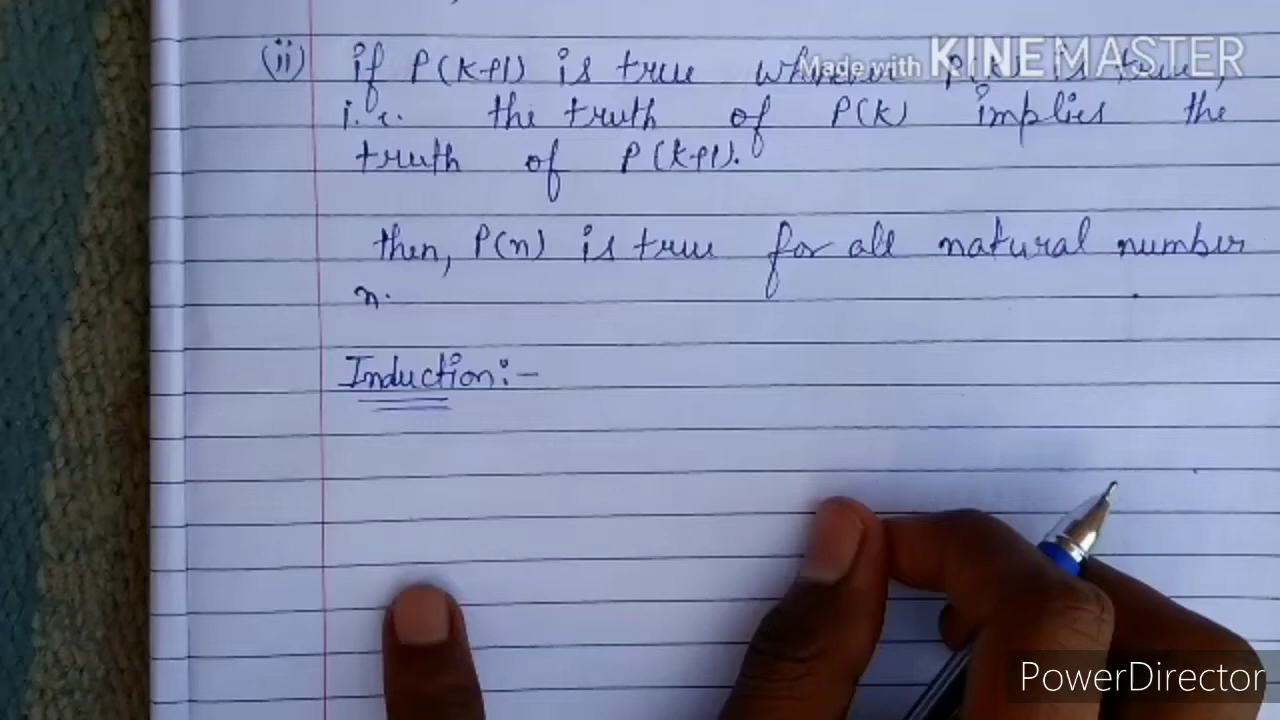 (ii) if P(k+1) is true whenever P(k) is true,
Made with KINEMASTER
i.e. the truth of P(k) implies the
truth of P(k+1).
then, P(n) is true for all natural number
n.
Induction:-
PowerDirector